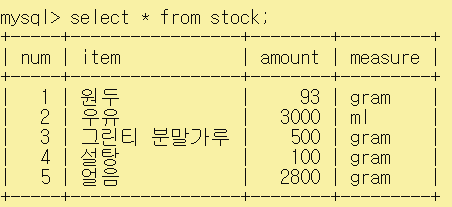 mysql> select * from stock;
+-----+------------------+--------+---------+
| num | item | amount | measure |
+-----+------------------+--------+---------+
| 1 | 원두 | 93 | gram |
| 2 | 우유 | 3000 | ml |
| 3 | 그린티 분말가루 | 500 | gram |
| 4 | 설탕 | 100 | gram |
| 5 | 얼음 | 2800 | gram |
+-----+------------------+--------+---------+